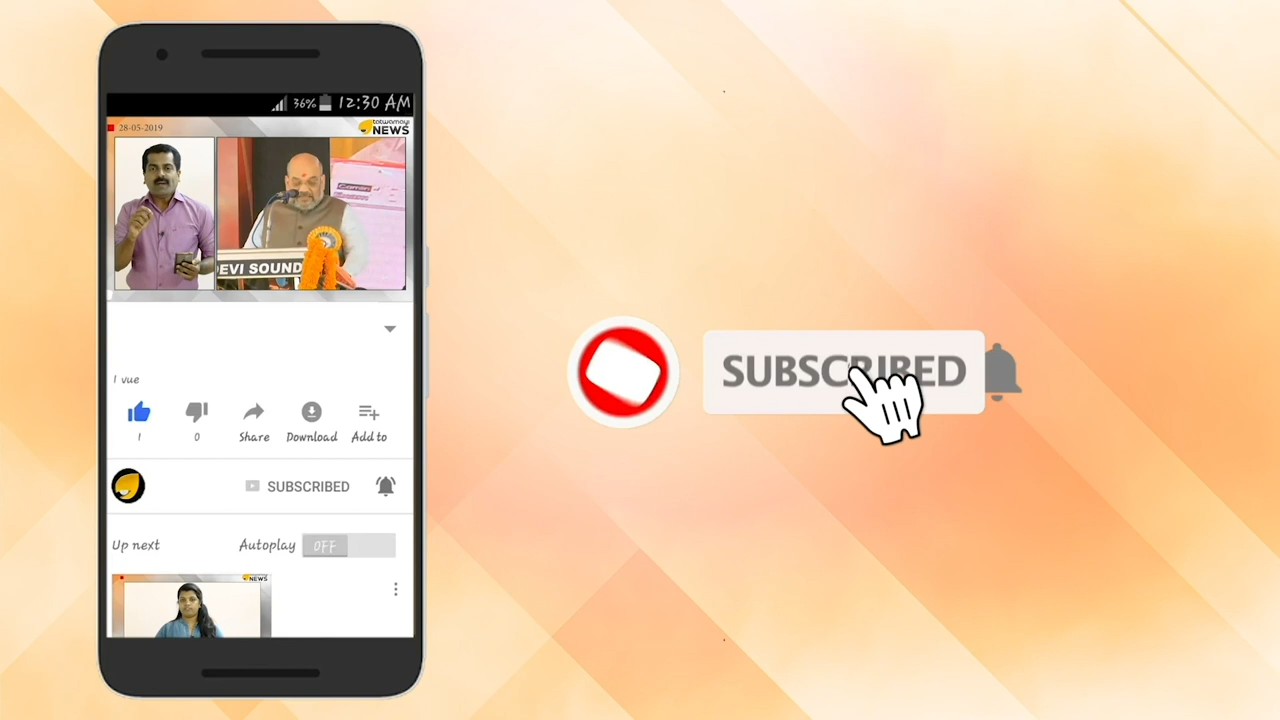 36% 12:30 AM
28-05-2019
tatwamayi
NEWS
DEVI SOUND
1 vue
1
0
Share
Download
Add to
SUBSCRIBED
Up next
Autoplay
OFF
NEWS
SUBSCRIBED